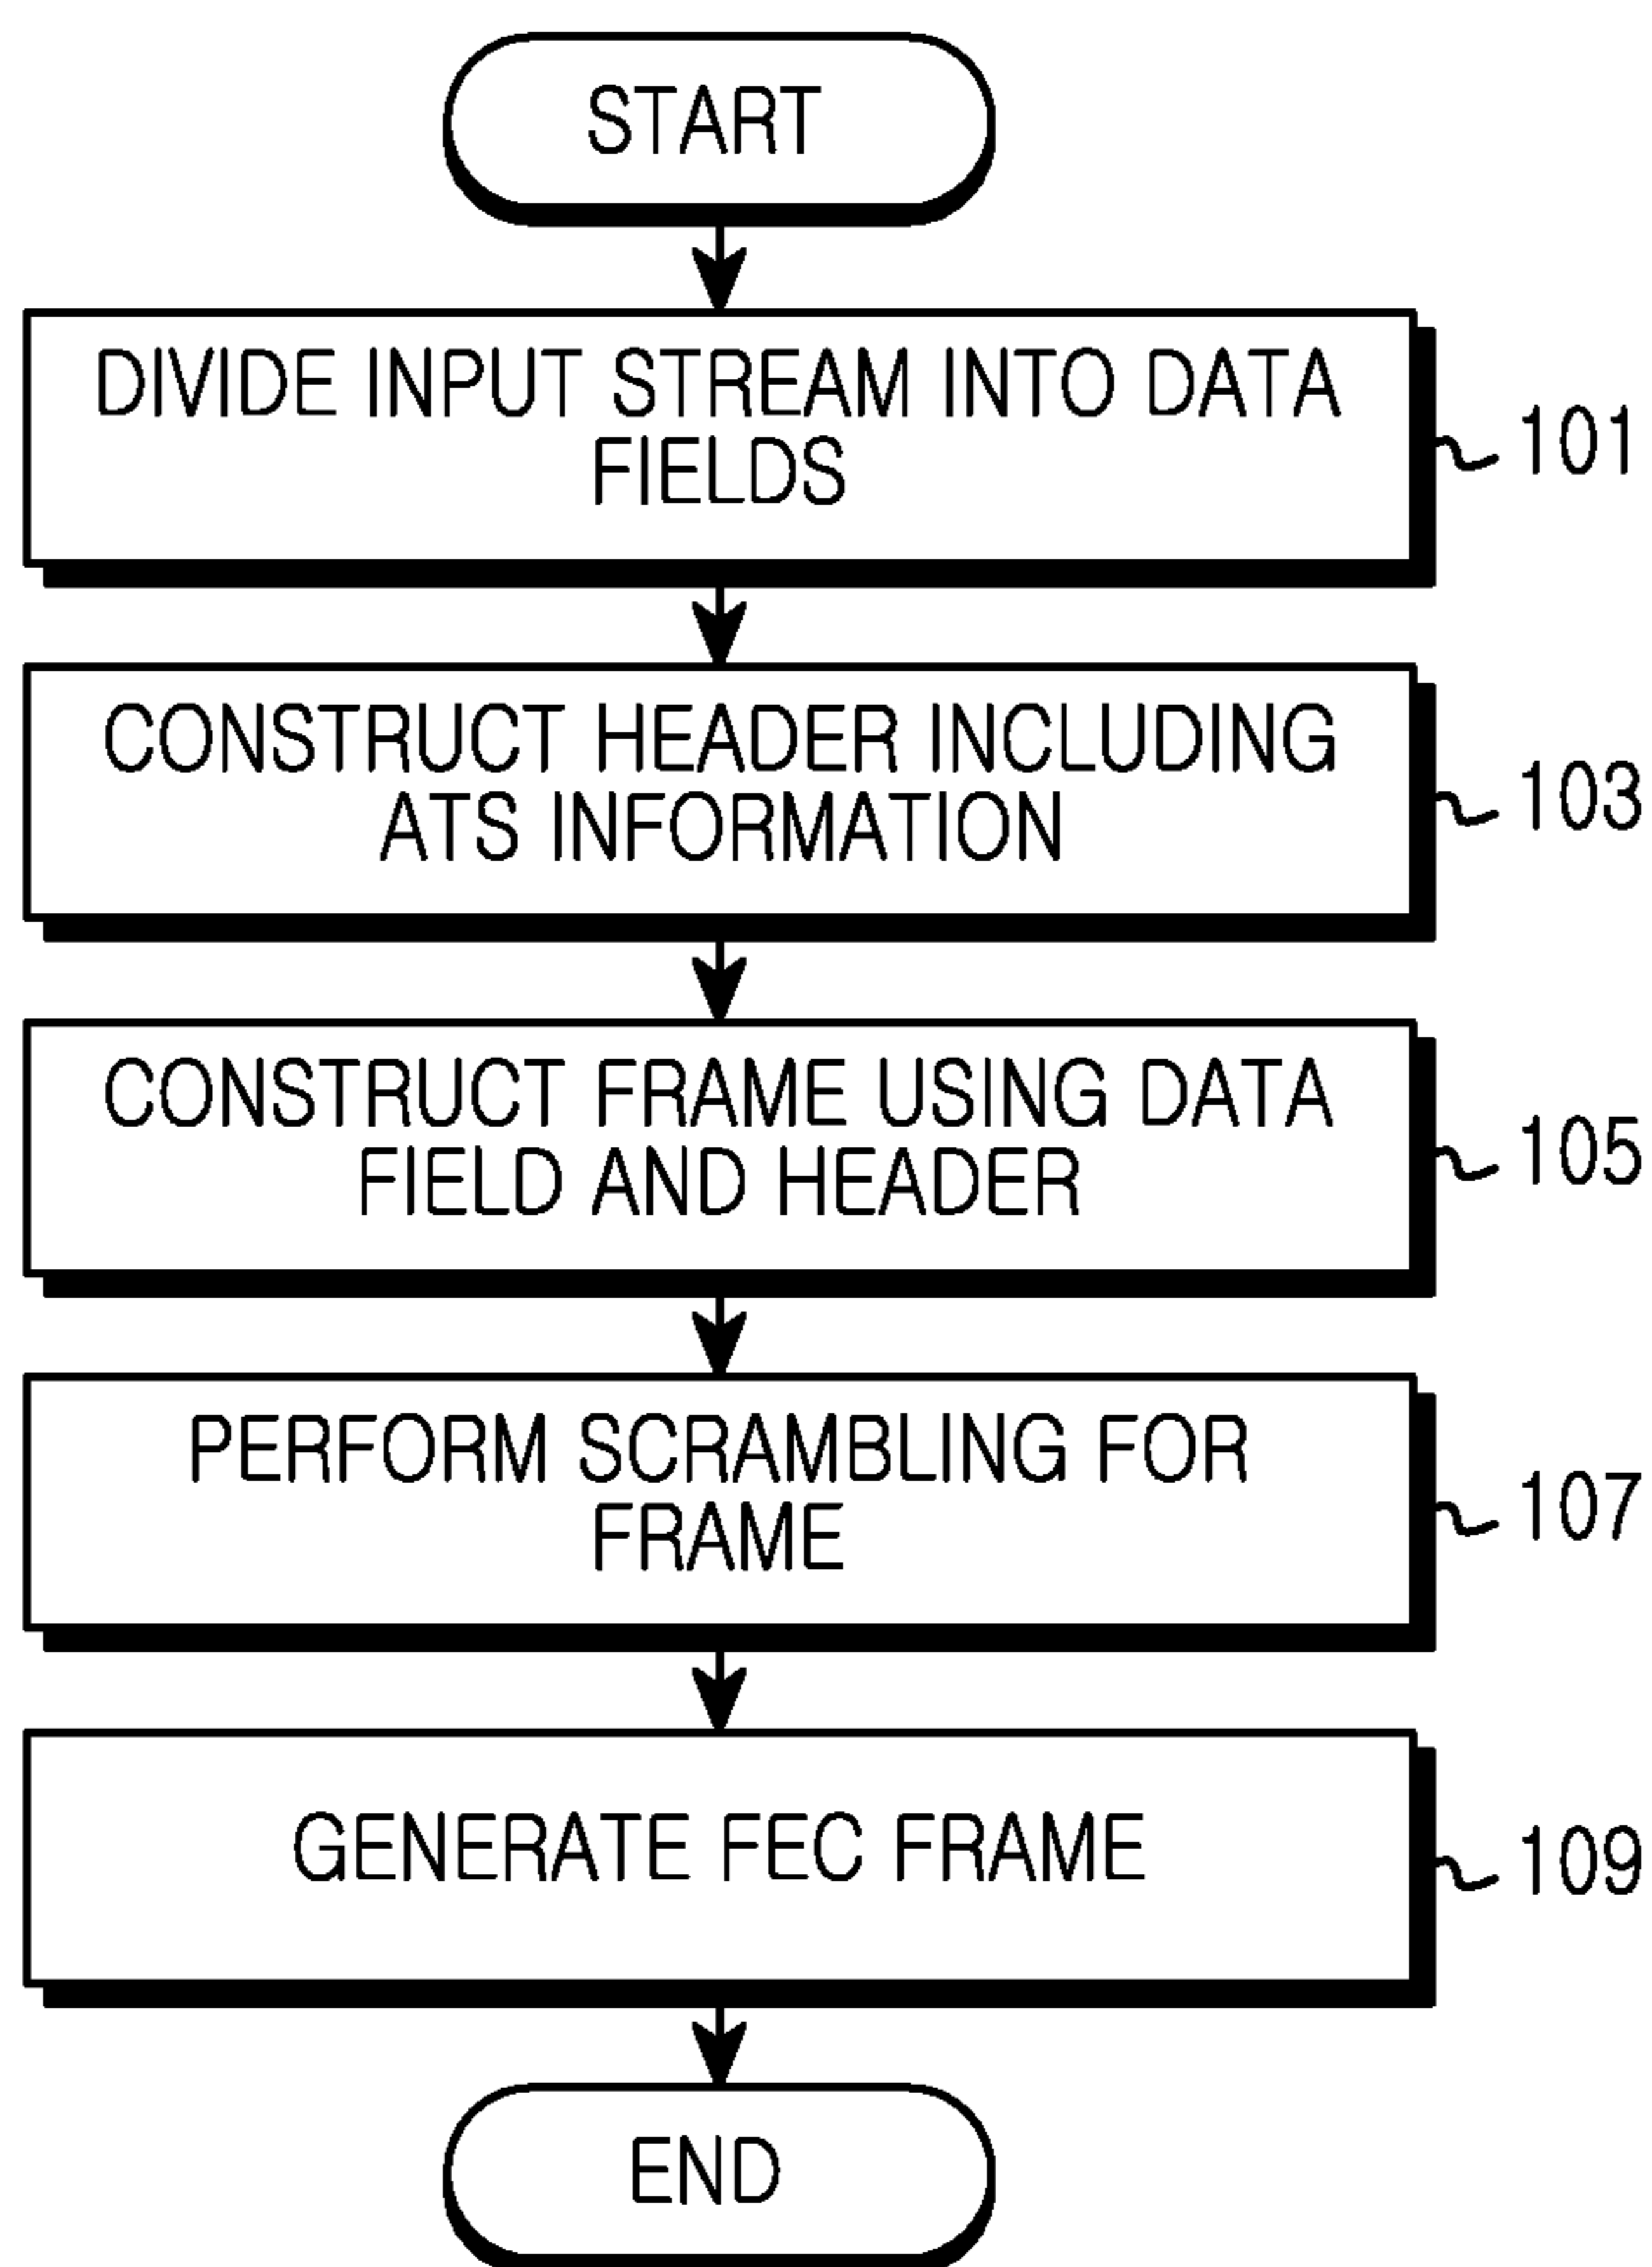 START
DIVIDE INPUT STREAM INTO DATA
FIELDS
101
CONSTRUCT HEADER INCLUDING
ATS INFORMATION
103
CONSTRUCT FRAME USING DATA
FIELD AND HEADER
105
PERFORM SCRAMBLING FOR
FRAME
107
GENERATE FEC FRAME
109
END